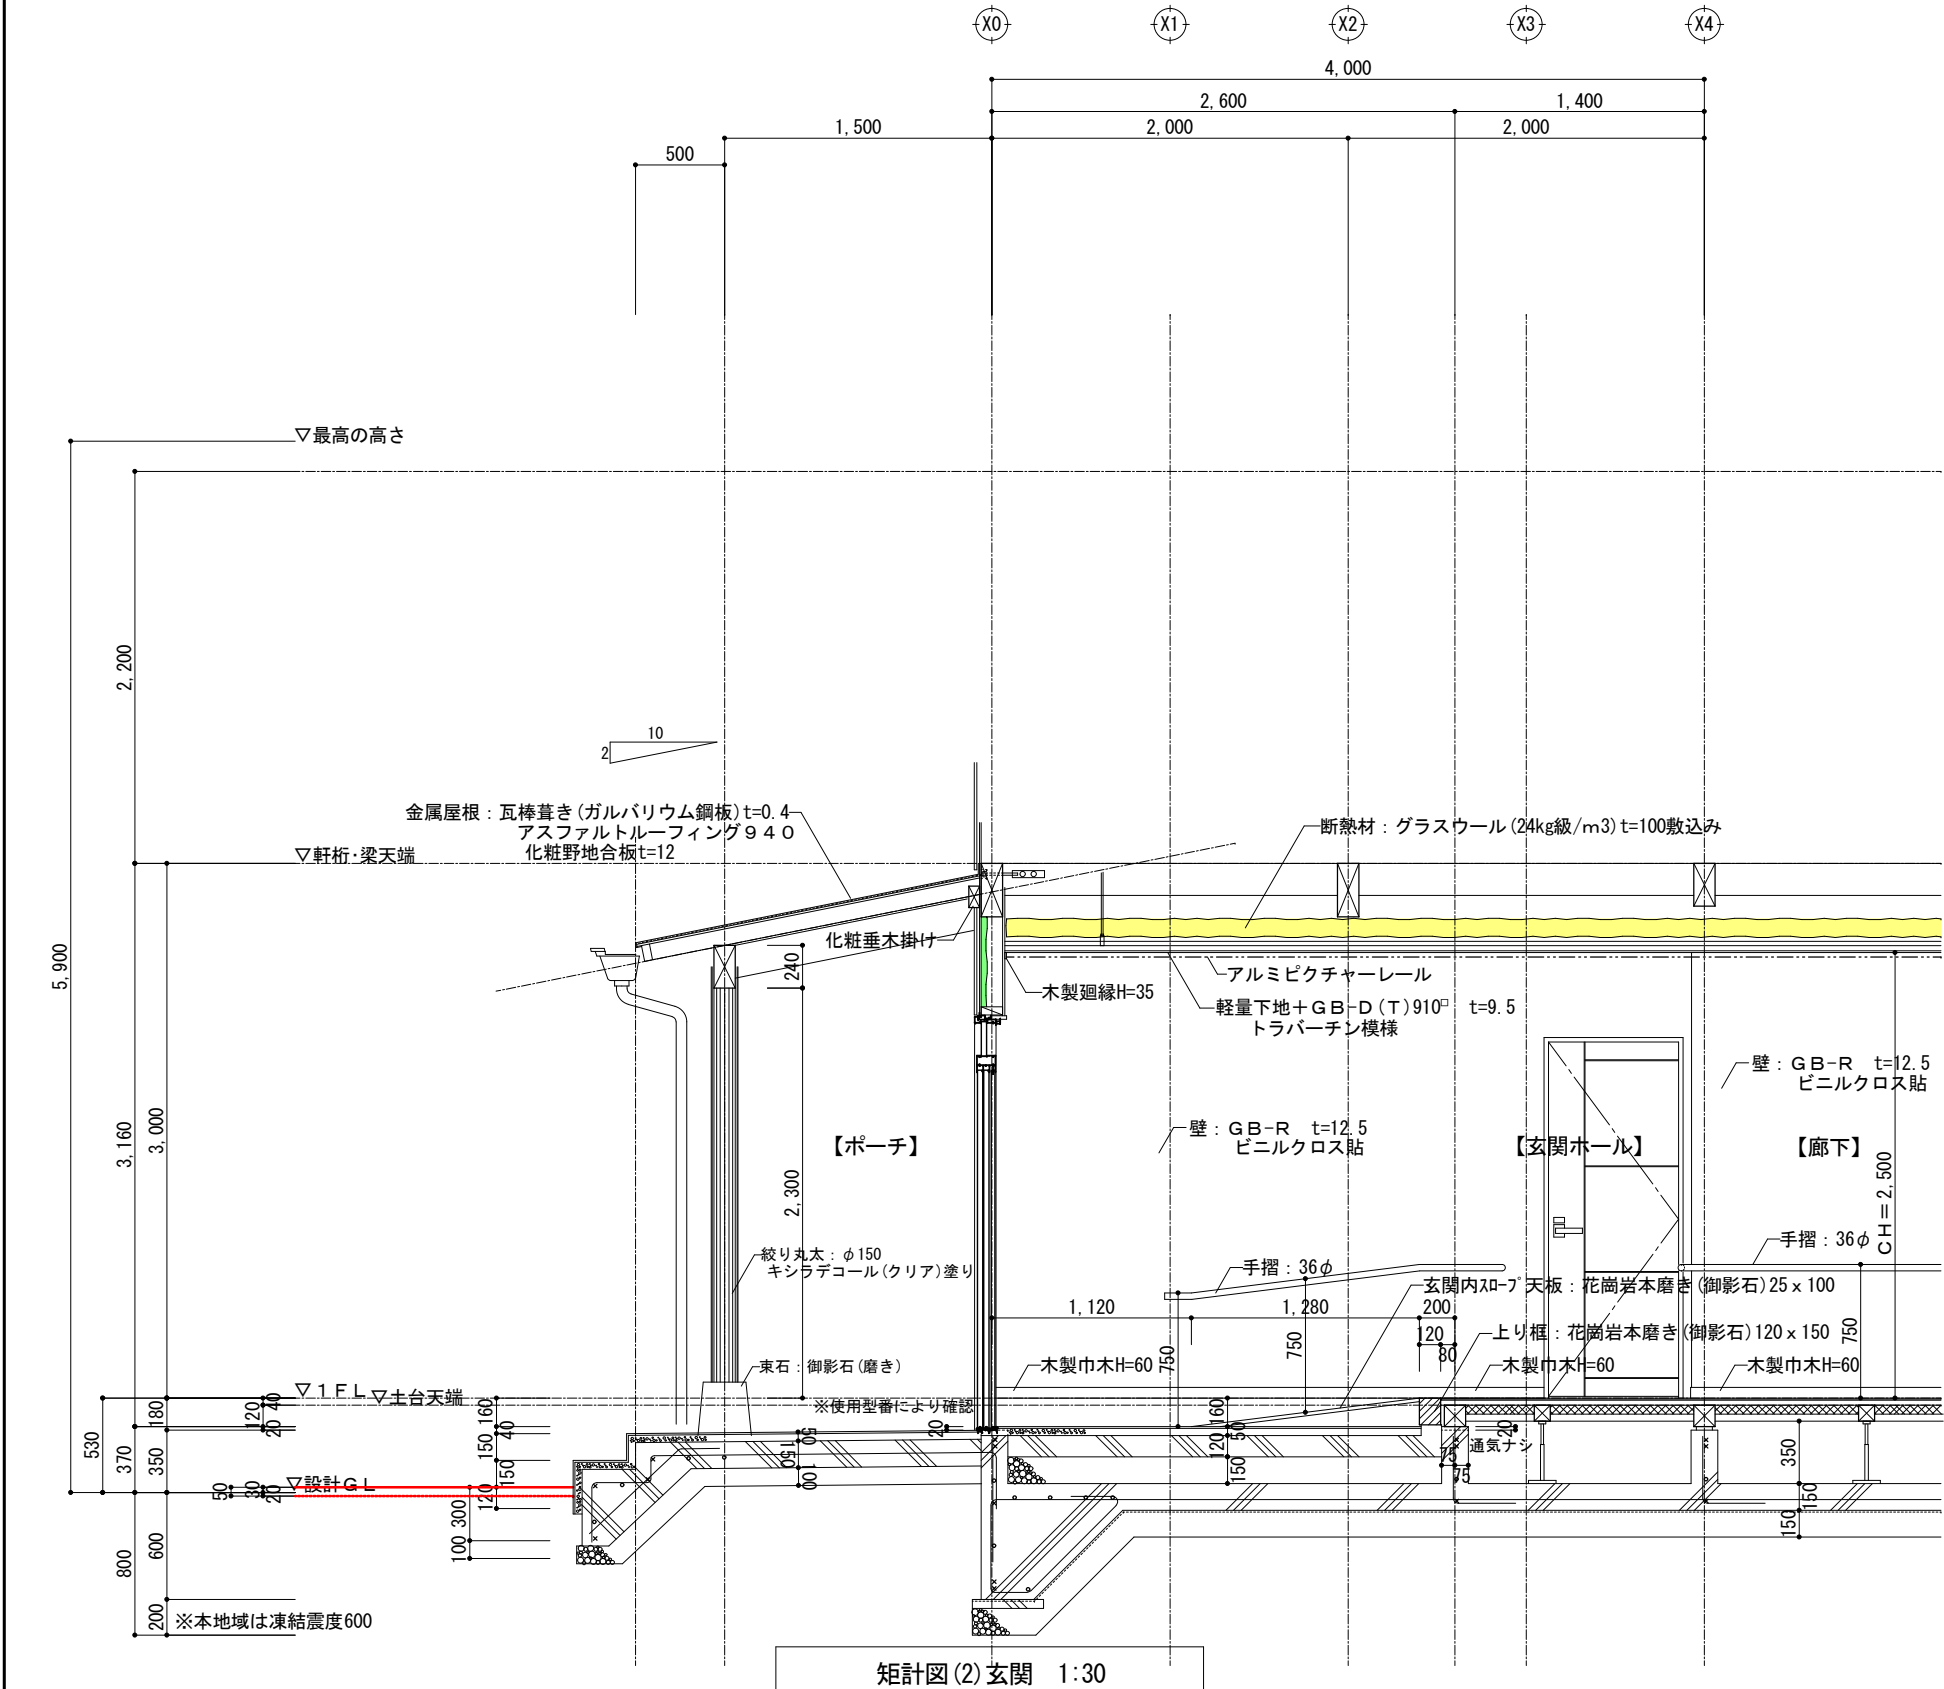 X0 X1 X2 X3 X4
4,000
2,600 1,400
1,500 2,000 2,000
500
▽最高の高さ
2,200
10
2
金属屋根：瓦棒葺き(ガルバリウム鋼板)t=0.4
アスファルトルーフィング９４０
化粧野地合板t=12
断熱材：グラスウール(24kg級/ｍ3)t=100敷込み
▽軒桁・梁天端
化粧垂木掛け
240
5,900
アルミピクチャーレール
木製廻縁H=35
軽量下地＋ＧＢ-Ｄ(Ｔ)910□ t=9.5
トラバーチン模様
壁：ＧＢ-Ｒ t=12.5
ビニルクロス貼
壁：ＧＢ-Ｒ t=12.5
ビニルクロス貼
3,160
3,000
【ポーチ】
【玄関ホール】
【廊下】
2,300
ＣＨ＝2,500
絞り丸太：φ150
キシラデコール(クリア)塗り
手摺：36φ
手摺：36φ
玄関内ｽﾛｰﾌﾟ天板：花崗岩本磨き(御影石)25ｘ100
1,120 1,280 200
120
80
上り框：花崗岩本磨き(御影石)120ｘ150
750
750
750
束石：御影石(磨き)
木製巾木H=60
木製巾木H=60
木製巾木H=60
▽１ＦＬ
▽土台天端
※使用型番により確認
530
180
120
40
20
160
40
150
150
120
20
50
150
100
160
50
120
150
75
75
20
通気ナシ
350
150
150
370
350
▽設計ＧＬ
50
30
20
300
100
800
600
200
※本地域は凍結震度600
矩計図(2)玄関 1:30